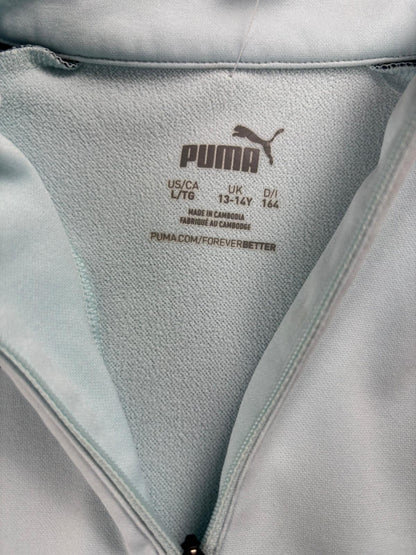 PUMA
US/CA UK D/I
L/TG 13-14Y 164
MADE IN CAMBODIA
FABRIQUÉ AU CAMBODGE
PUMA.COM/FOREVERBETTER